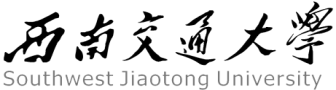 西南交通大學
Southwest Jiaotong University